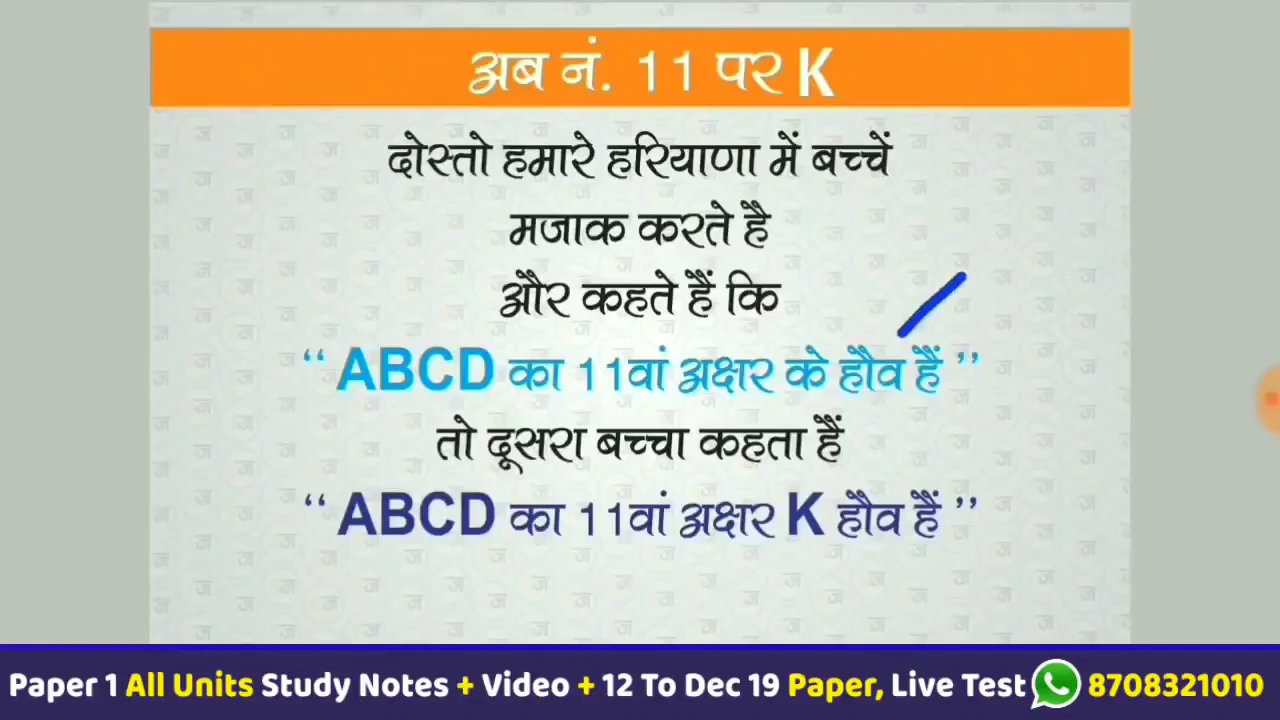 अब नं. 11 पर K
दोस्तो हमारे हरियाणा में बच्चें
मजाक करते है
और कहते हैं कि
“ ABCD का 11वां अक्षर के हौव हैं ”
तो दूसरा बच्चा कहता हैं
“ ABCD का 11वां अक्षर K हौव हैं ”
Paper 1 All Units Study Notes + Video + 12 To Dec 19 Paper, Live Test 8708321010